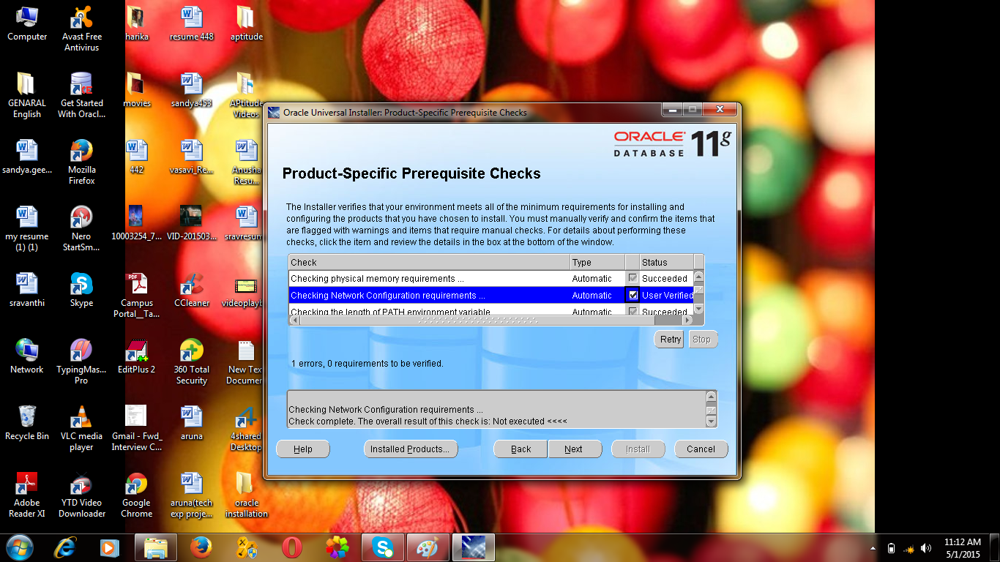 Computer
Avast Free
Antivirus
harika
resume 448
aptitude
GENARAL
English
Get Started
With Oracl...
movies
sandya453
APtitude
Videos
sandya.gee...
Mozilla
Firefox
442
vasavi_Re...
Anusha
Resu...
my resume
(1) (1)
Nero
StartSm...
10003254_7...
VID-201503...
sravresum
sravanthi
Skype
PDF
Campus
Portal__Ta...
CCleaner
videoplayb
Network
TypingMas...
Pro
EditPlus 2
360 Total
Security
New Tex
Documen
Recycle Bin
VLC media
player
Gmail - Fwd_
Interview C...
aruna
4shared
Desktop
Adobe
Reader XI
YTD Video
Downloader
Google
Chrome
aruna(tech
exp proje...
oracle
installation
Oracle Universal Installer: Product-Specific Prerequisite Checks
ORACLE
DATABASE 11g
Product-Specific Prerequisite Checks
The Installer verifies that your environment meets all of the minimum requirements for installing and
configuring the products that you have chosen to install. You must manually verify and confirm the items that
are flagged with warnings and items that require manual checks. For details about performing these
checks, click the item and review the details in the box at the bottom of the window.
Check Type Status
Checking physical memory requirements ... Automatic Succeeded
Checking Network Configuration requirements ... Automatic User Verified
Checking the length of PATH environment variable Automatic Succeeded
Retry Stop
1 errors, 0 requirements to be verified.
Checking Network Configuration requirements ...
Check complete. The overall result of this check is: Not executed <<<<
Help Installed Products... Back Next Install Cancel
11:12 AM
5/1/2015